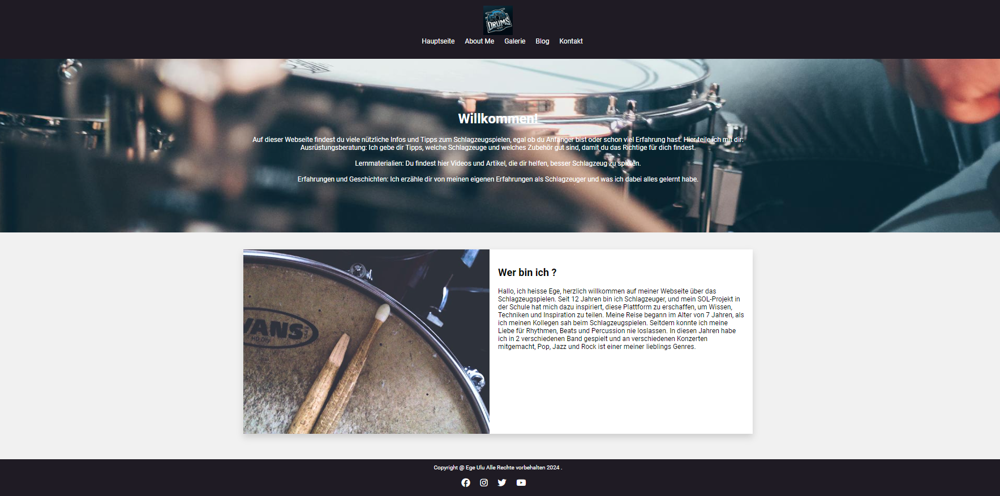 DRUMS
EGE
Hauptseite About Me Galerie Blog Kontakt
Willkommen!
Auf dieser Webseite findest du viele nützliche Infos und Tipps zum Schlagzeugspielen, egal ob du Anfänger bist oder schon viel Erfahrung hast. Hier teile ich mit dir:
Ausrüstungsberatung: Ich gebe dir Tipps, welche Schlagzeuge und welches Zubehör gut sind, damit du das Richtige für dich findest.
Lernmaterialien: Du findest hier Videos und Artikel, die dir helfen, besser Schlagzeug zu spielen.
Erfahrungen und Geschichten: Ich erzähle dir von meinen eigenen Erfahrungen als Schlagzeuger und was ich dabei alles gelernt habe.
VANS
HD Dry
Wer bin ich ?
Hallo, ich heisse Ege, herzlich willkommen auf meiner Webseite über das
Schlagzeugspielen. Seit 12 Jahren bin ich Schlagzeuger, und mein SOL-Projekt in
der Schule hat mich dazu inspiriert, diese Plattform zu erschaffen, um Wissen,
Techniken und Inspiration zu teilen. Meine Reise begann im Alter von 7 Jahren, als
ich meinen Kollegen sah beim Schlagzeugspielen. Seitdem konnte ich meine
Liebe für Rhythmen, Beats und Percussion nie loslassen. In diesen Jahren habe
ich in 2 verschiedenen Band gespielt und an verschiedenen Konzerten
mitgemacht, Pop, Jazz und Rock ist einer meiner lieblings Genres.
Copyright @ Ege Ulu Alle Rechte vorbehalten 2024 .